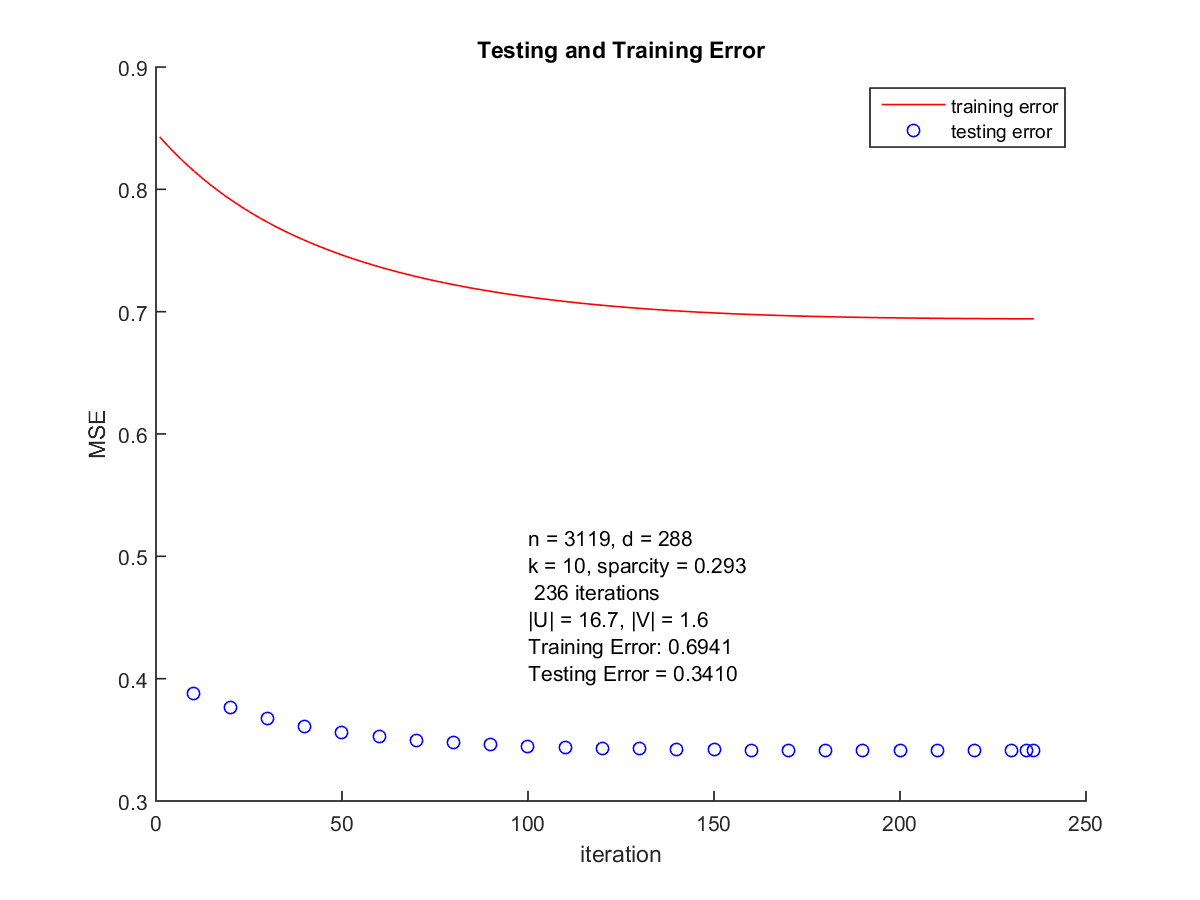 Testing and Training Error
0.9
0.8
0.7
0.6
0.5
0.4
0.3
MSE
training error
testing error
n = 3119, d = 288
k = 10, sparcity = 0.293
236 iterations
|U| = 16.7, |V| = 1.6
Training Error: 0.6941
Testing Error = 0.3410
0 50 100 150 200 250
iteration